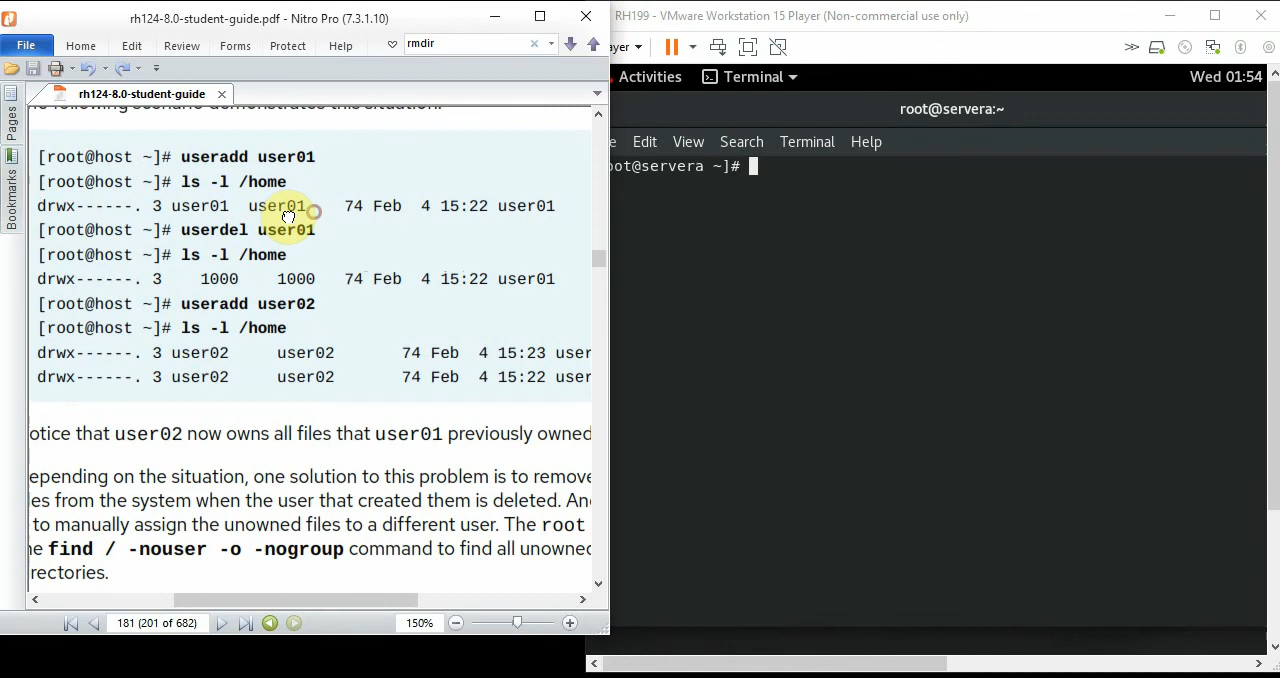 rh124-8.0-student-guide.pdf - Nitro Pro (7.3.1.10)
File Home Edit Review Forms Protect Help rmdir
rh124-8.0-student-guide
Pages
Bookmarks
[root@host ~]# useradd user01
[root@host ~]# ls -l /home
drwx------. 3 user01 user01 74 Feb 4 15:22 user01
[root@host ~]# userdel user01
[root@host ~]# ls -l /home
drwx------. 3 1000 1000 74 Feb 4 15:22 user01
[root@host ~]# useradd user02
[root@host ~]# ls -l /home
drwx------. 3 user02 user02 74 Feb 4 15:23 user
drwx------. 3 user02 user02 74 Feb 4 15:22 user
otice that user02 now owns all files that user01 previously owned
epending on the situation, one solution to this problem is to remove
les from the system when the user that created them is deleted. An
to manually assign the unowned files to a different user. The root
he find / -nouser -o -nogroup command to find all unowned
rectories.
181 (201 of 682) 150%
RH199 - VMware Workstation 15 Player (Non-commercial use only)
ayer
Activities Terminal Wed 01:54
root@servera:~
e Edit View Search Terminal Help
oot@servera ~]#